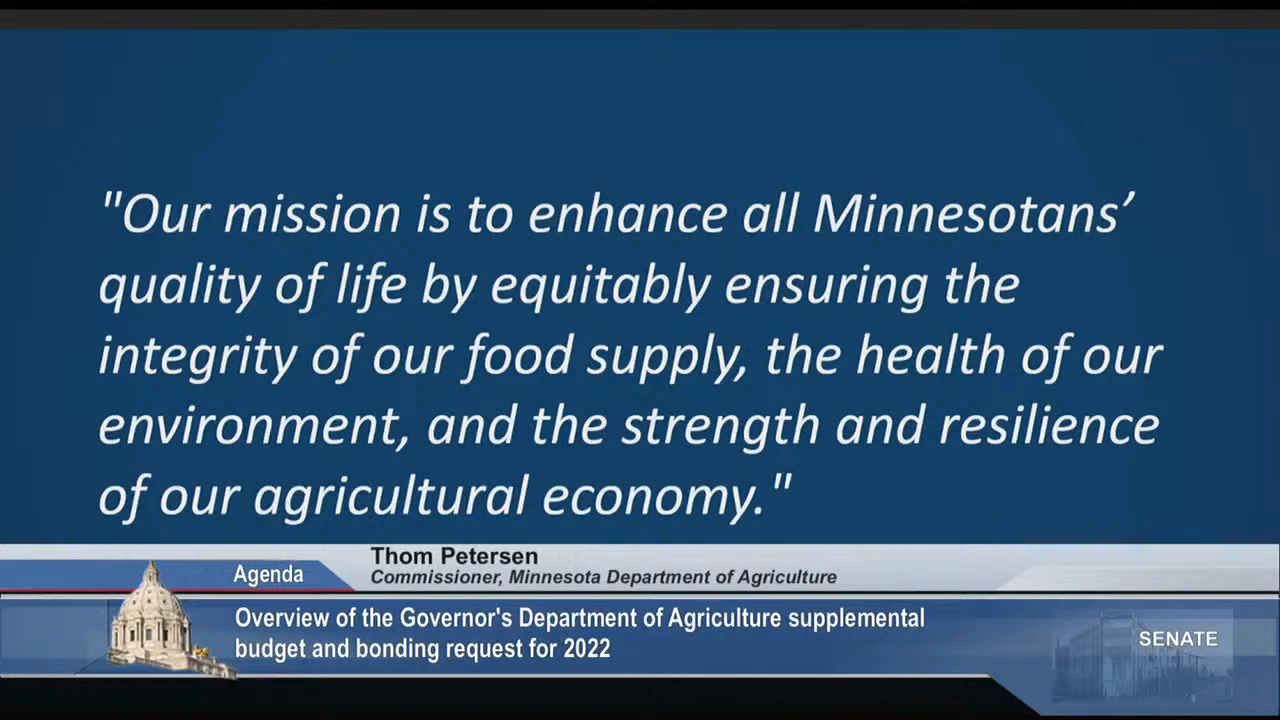 "Our mission is to enhance all Minnesotans’
quality of life by equitably ensuring the
integrity of our food supply, the health of our
environment, and the strength and resilience
of our agricultural economy."
Thom Petersen
Commissioner, Minnesota Department of Agriculture
Agenda
Overview of the Governor's Department of Agriculture supplemental
budget and bonding request for 2022
SENATE